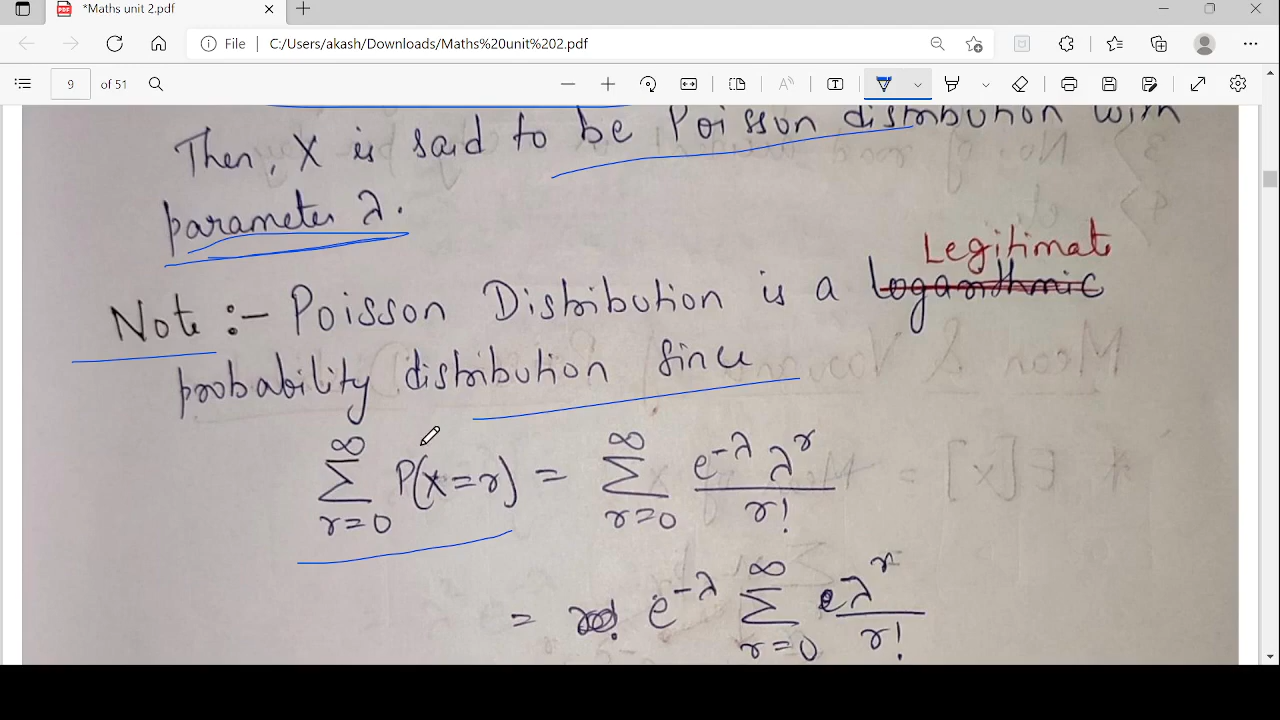 *Maths unit 2.pdf
File C:/Users/akash/Downloads/Maths%20unit%202.pdf
9 of 51
Then, X is said to be Poisson distribution with
parameter λ.
Legitimate
Note :- Poisson Distribution is a logarithmic
probability distribution since
∞ ∑ r=0 P(x=r) = ∞ ∑ r=0 e^-λ λ^r / r!
= e^-λ ∞ ∑ r=0 λ^r / r!